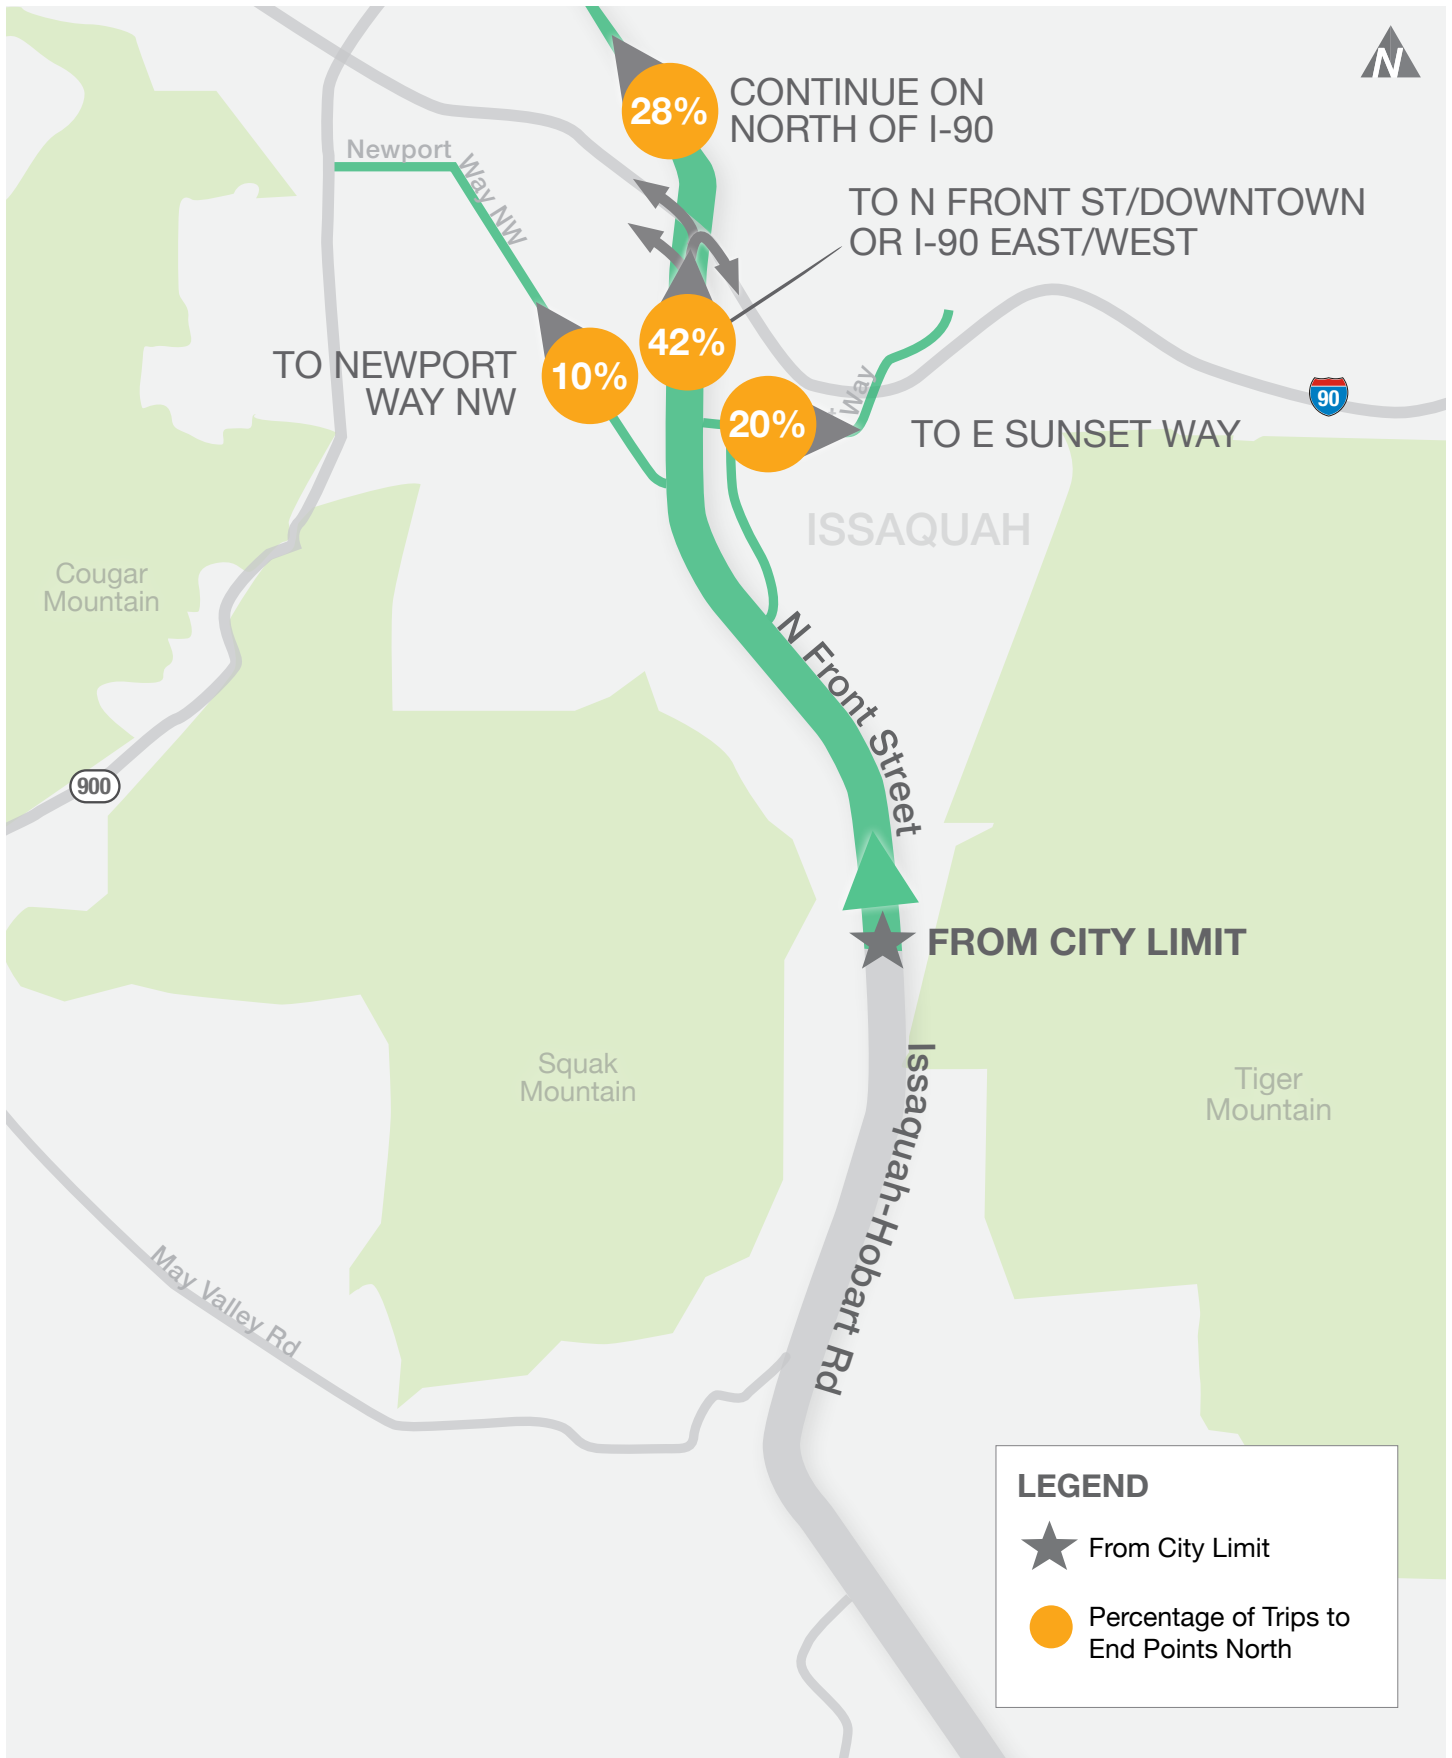 N
28%
CONTINUE ON
NORTH OF I-90
Newport
Way NW
TO N FRONT ST/DOWNTOWN
OR I-90 EAST/WEST
42%
TO NEWPORT
WAY NW
10%
20%
Way
90
TO E SUNSET WAY
ISSAQUAH
Cougar
Mountain
N Front Street
900
FROM CITY LIMIT
Squak
Mountain
Issaquah-Hobart Rd
Tiger
Mountain
May Valley Rd
LEGEND
From City Limit
Percentage of Trips to
End Points North